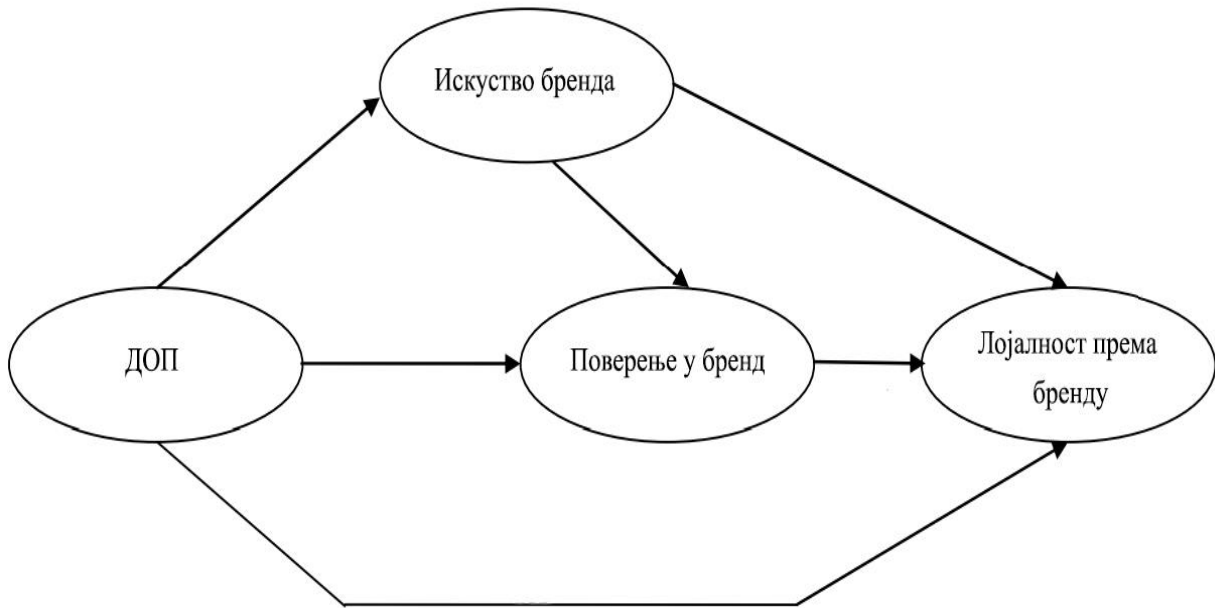 Искуство бренда
ДОП
Поверење у бренд
Лојалност према
бренду